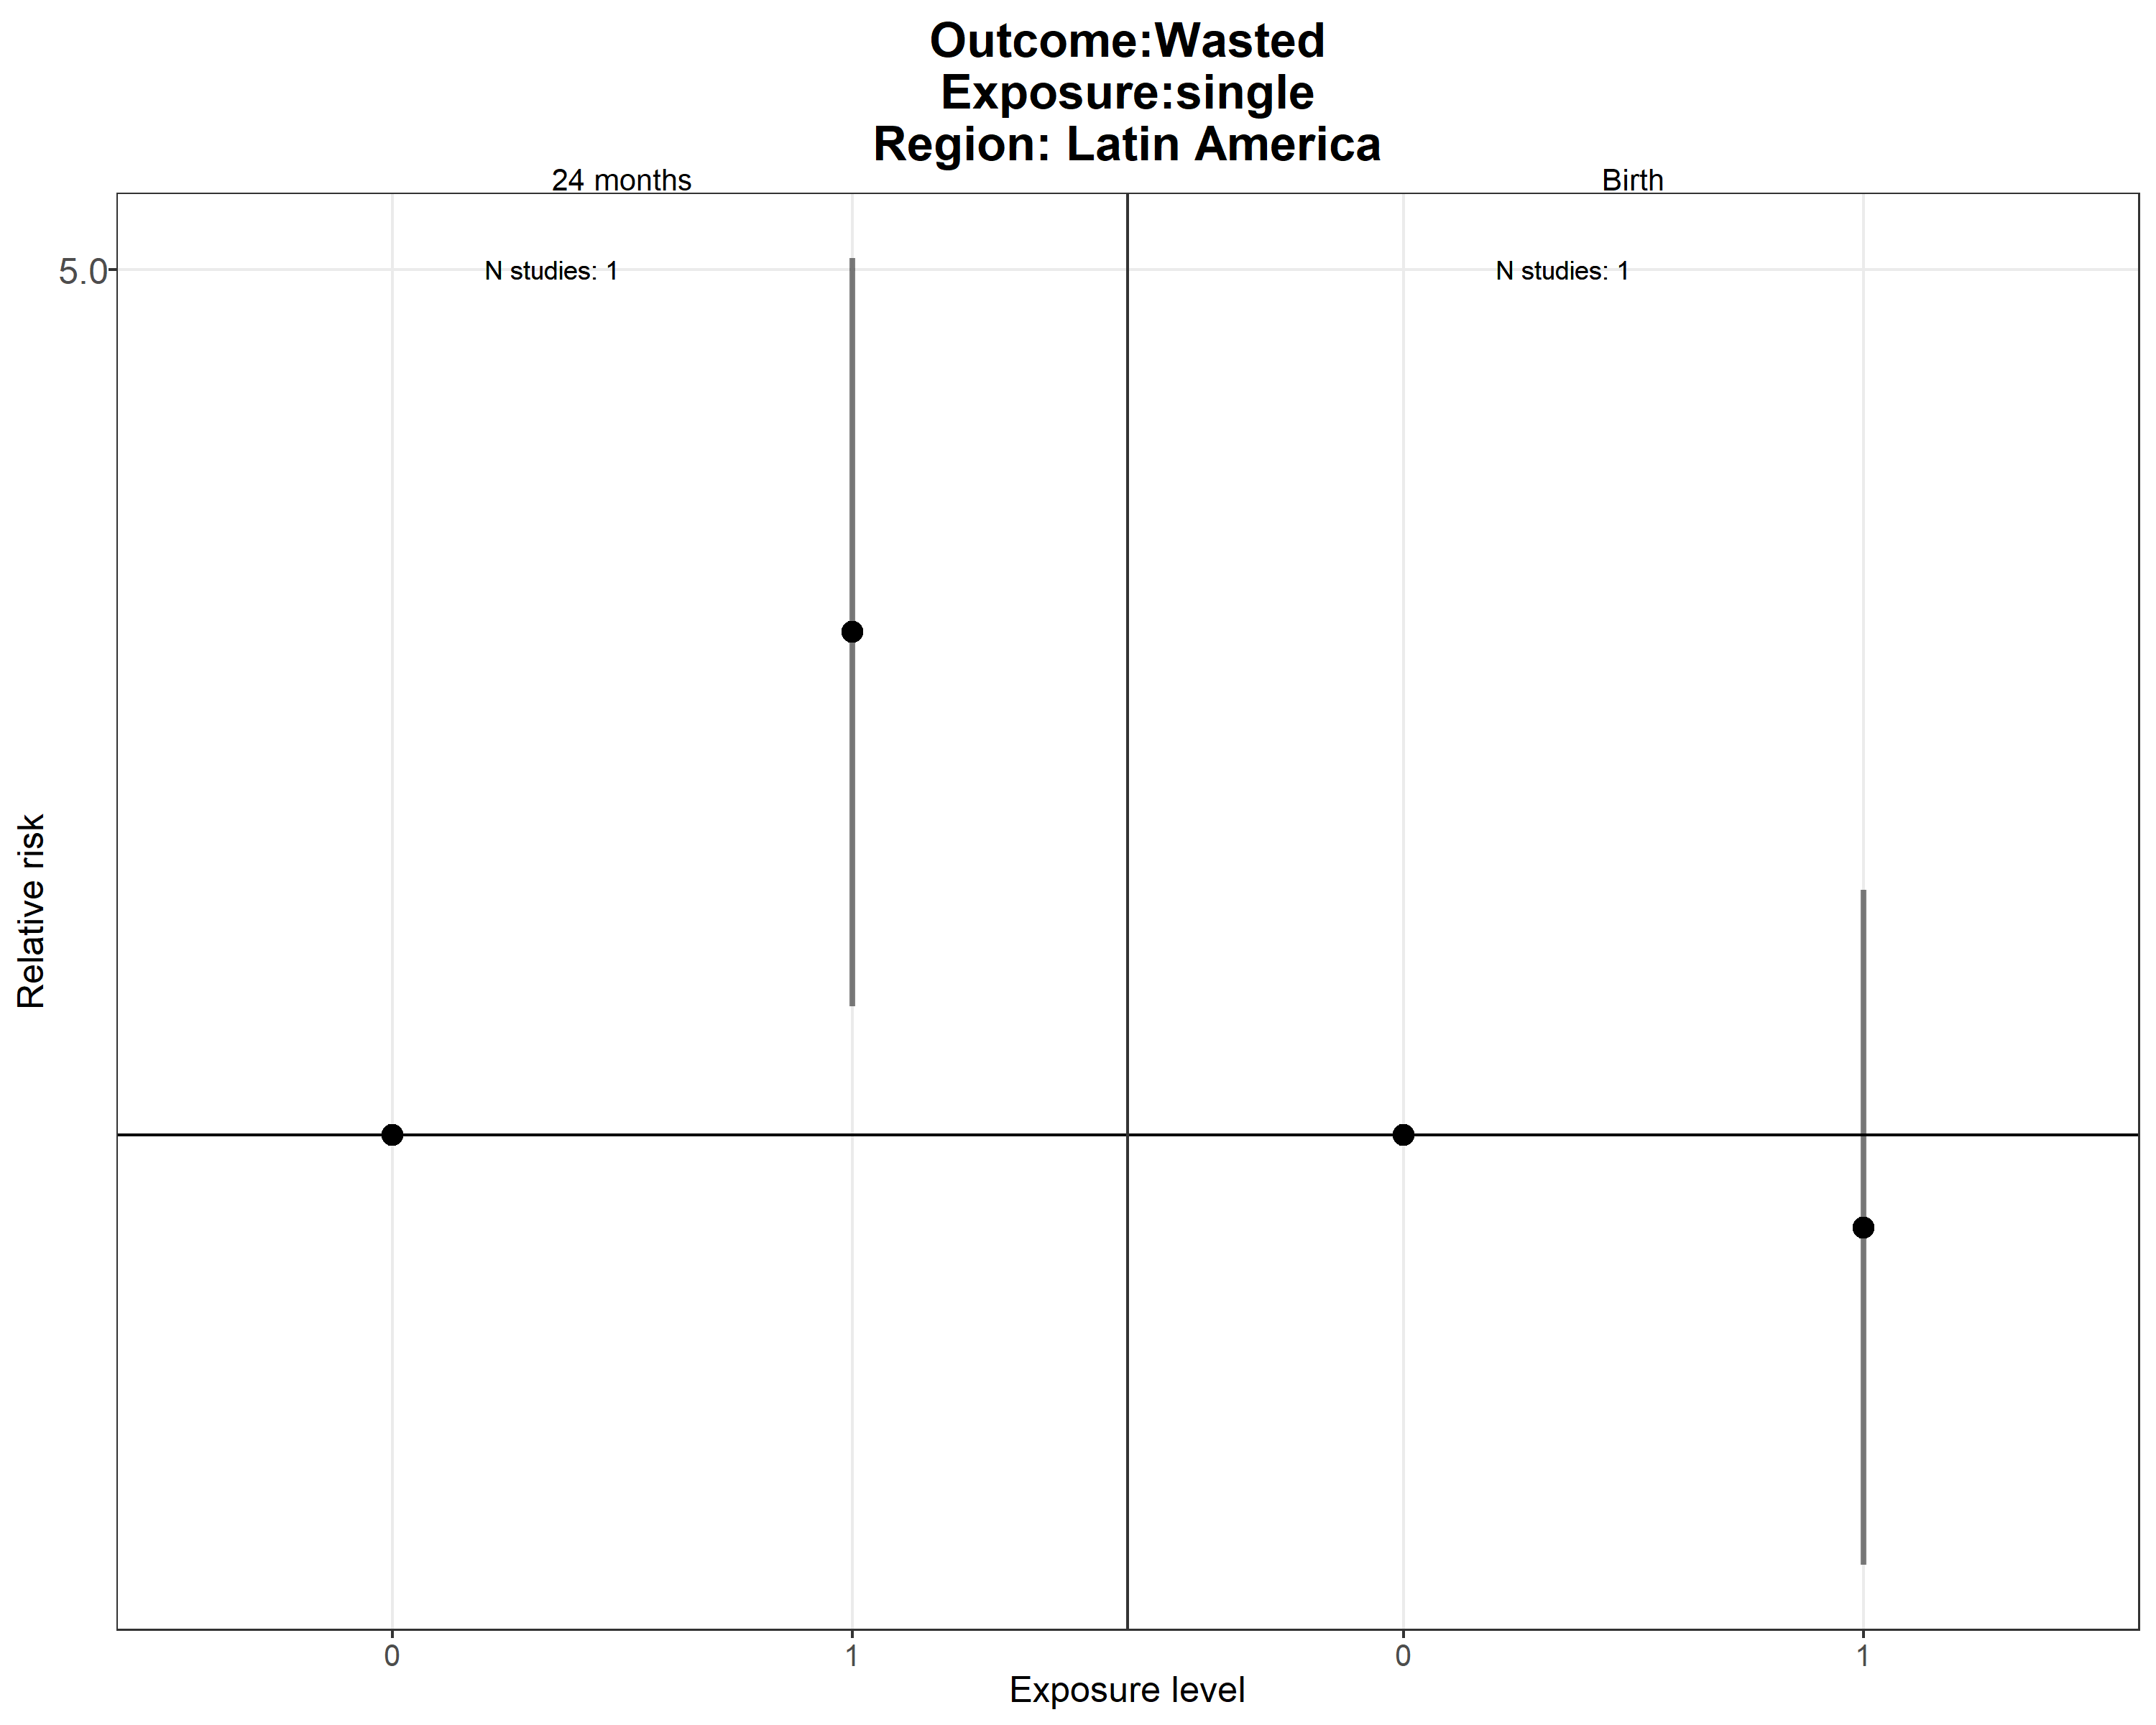 Outcome:Wasted
Exposure:single
Region: Latin America
24 months
Birth
5.0
N studies: 1
N studies: 1
Relative risk
0
1
0
1
Exposure level